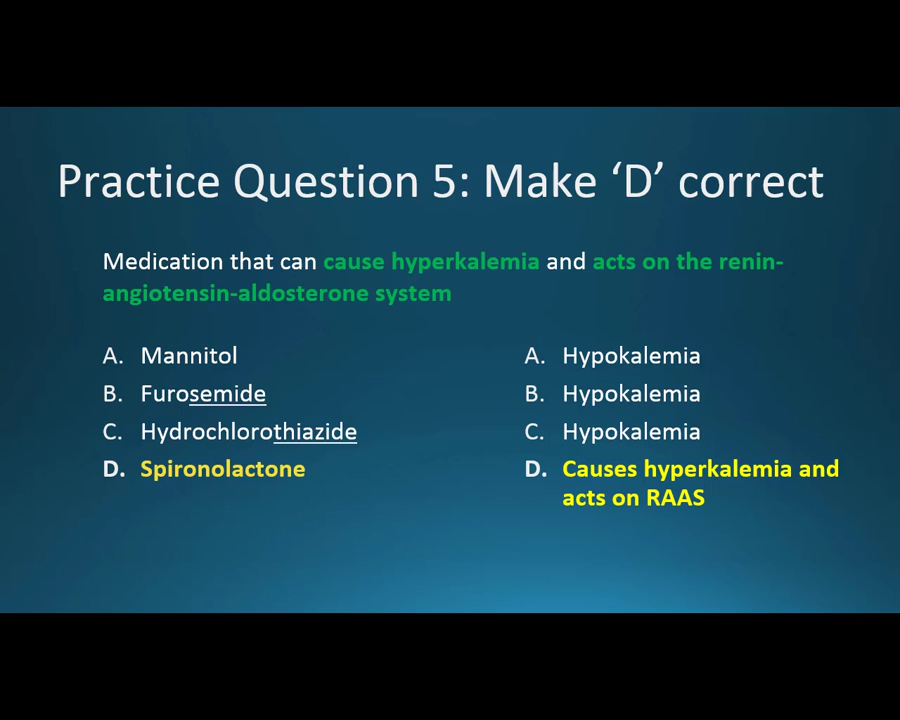 Practice Question 5: Make ‘D’ correct
Medication that can cause hyperkalemia and acts on the renin-
angiotensin-aldosterone system
A. Mannitol
B. Furosemide
C. Hydrochlorothiazide
D. Spironolactone
A. Hypokalemia
B. Hypokalemia
C. Hypokalemia
D. Causes hyperkalemia and
acts on RAAS